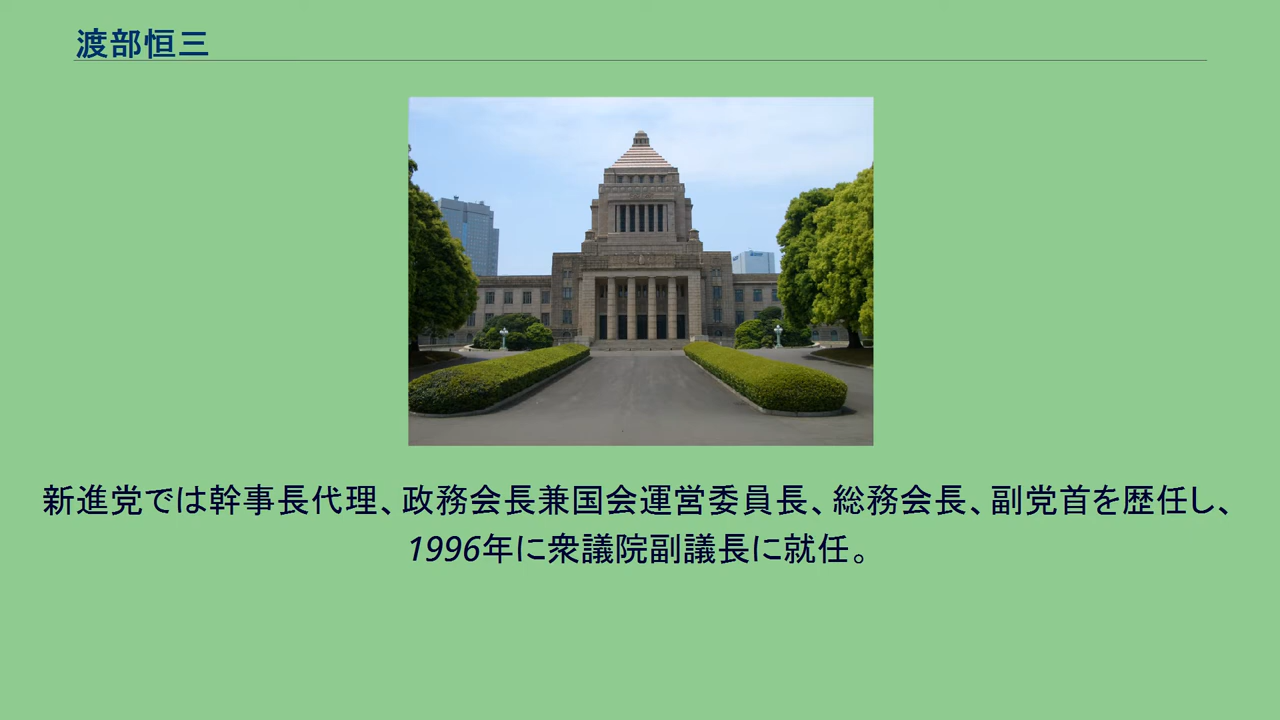 渡部恒三
新進党では幹事長代理、政務会長兼国会運営委員長、総務会長、副党首を歴任し、
1996年に衆議院副議長に就任。